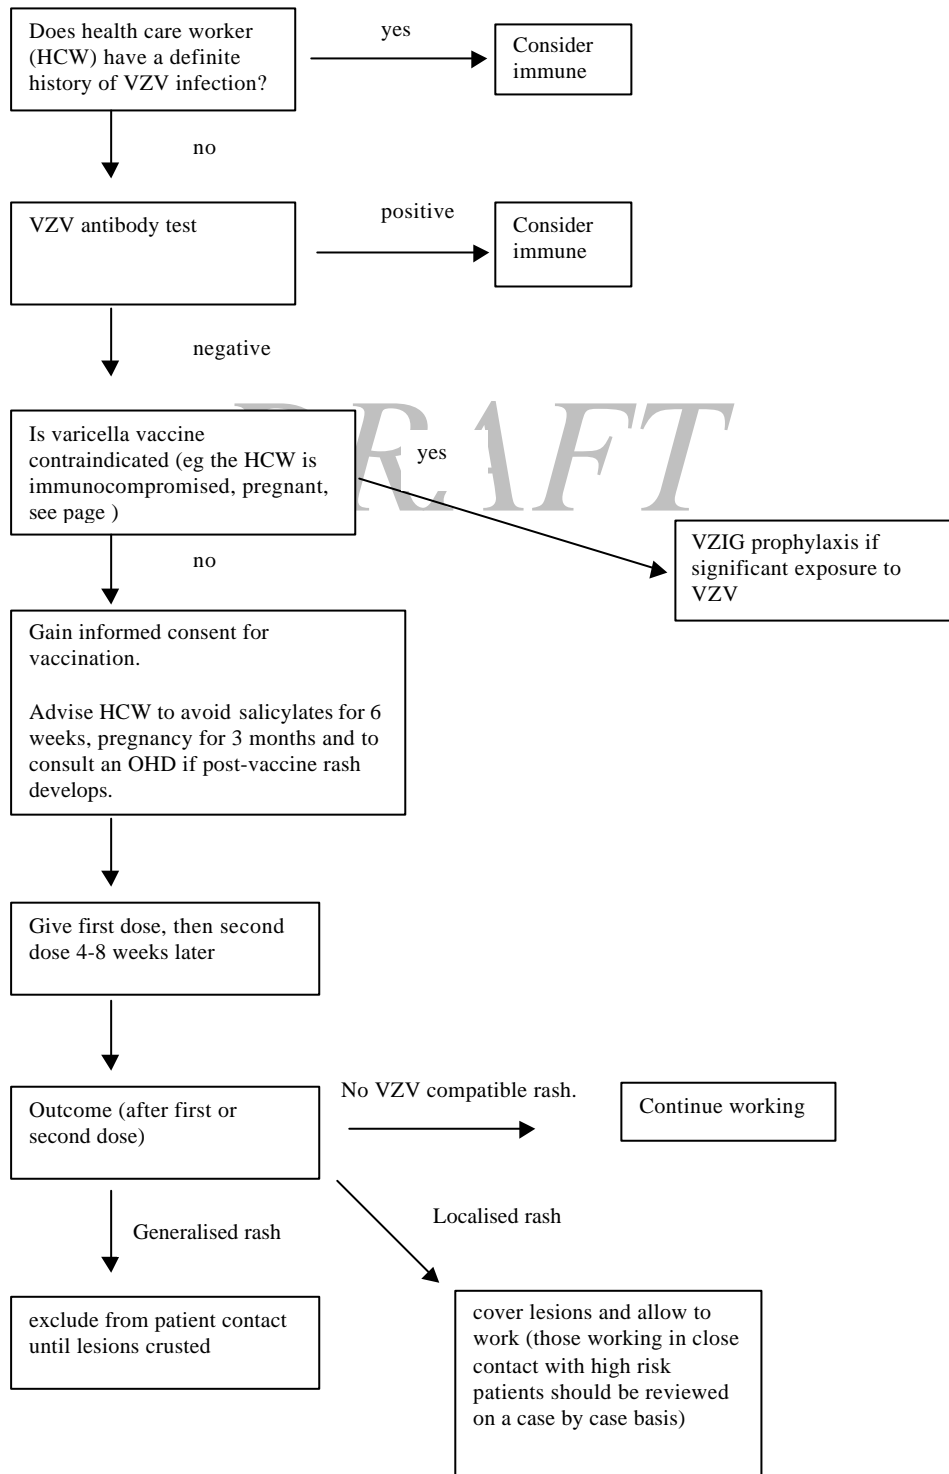 Does health care worker
(HCW) have a definite
history of VZV infection?
yes
Consider
immune
no
VZV antibody test
positive
Consider
immune
negative
DRAFT
Is varicella vaccine
contraindicated (eg the HCW is
immunocompromised, pregnant,
see page )
yes
VZIG prophylaxis if
significant exposure to
VZV
no
Gain informed consent for
vaccination.
Advise HCW to avoid salicylates for 6
weeks, pregnancy for 3 months and to
consult an OHD if post-vaccine rash
develops.
Give first dose, then second
dose 4-8 weeks later
Outcome (after first or
second dose)
No VZV compatible rash.
Continue working
Generalised rash
Localised rash
exclude from patient contact
until lesions crusted
cover lesions and allow to
work (those working in close
contact with high risk
patients should be reviewed
on a case by case basis)